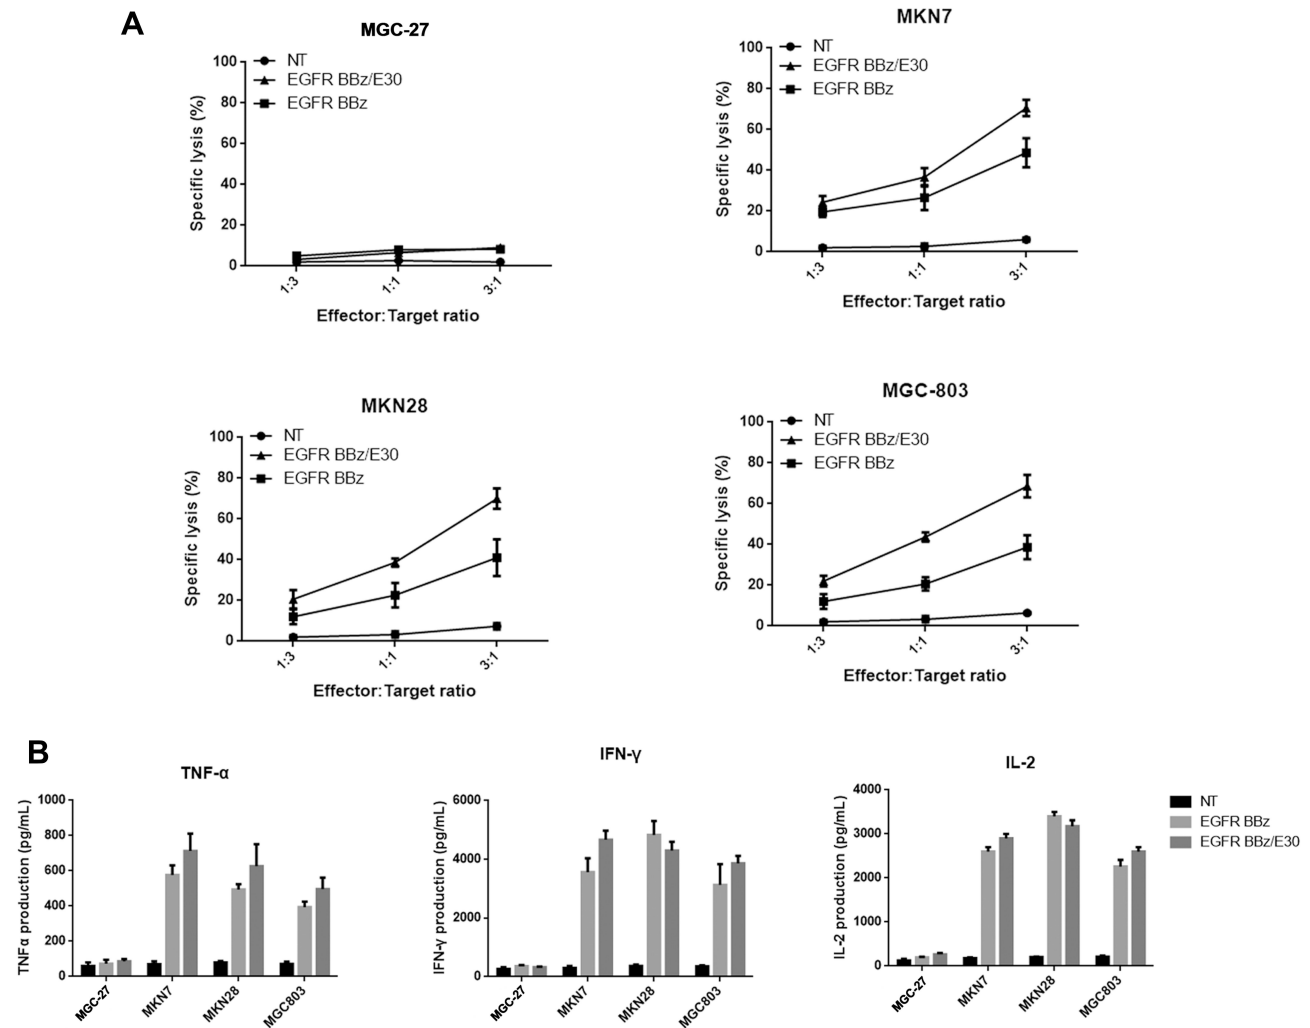 A
MGC-27
NT
EGFR BBz/E30
EGFR BBz
100
80
60
40
20
0
Specific lysis (%)
1:3 1:1 3:1
Effector:Target ratio
MKN7
NT
EGFR BBz/E30
EGFR BBz
100
80
60
40
20
0
Specific lysis (%)
1:3 1:1 3:1
Effector:Target ratio
MKN28
NT
EGFR BBz/E30
EGFR BBz
100
80
60
40
20
0
Specific lysis (%)
1:3 1:1 3:1
Effector:Target ratio
MGC-803
NT
EGFR BBz/E30
EGFR BBz
100
80
60
40
20
0
Specific lysis (%)
1:3 1:1 3:1
Effector:Target ratio
B
TNF-α
1000
800
600
400
200
0
TNFα production (pg/mL)
MGC-27 MKN7 MKN28 MGC803
IFN-γ
6000
4000
2000
0
IFN-γ production (pg/mL)
MGC-27 MKN7 MKN28 MGC803
IL-2
4000
3000
2000
1000
0
IL-2 production (pg/mL)
MGC-27 MKN7 MKN28 MGC803
NT
EGFR BBz
EGFR BBz/E30